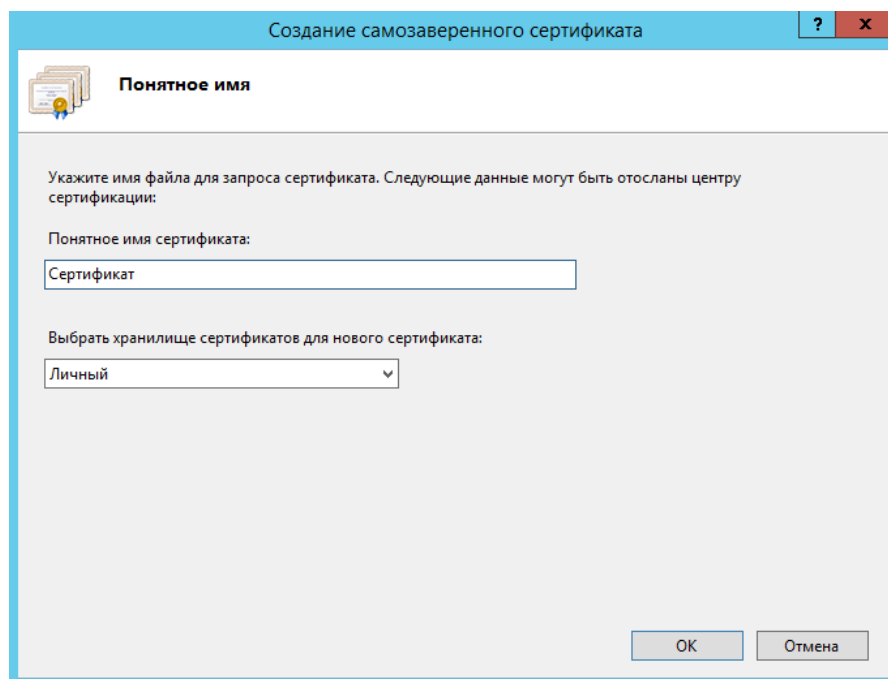 Создание самозаверенного сертификата
? x
Понятное имя
Укажите имя файла для запроса сертификата. Следующие данные могут быть отосланы центру
сертификации:
Понятное имя сертификата:
Сертификат
Выбрать хранилище сертификатов для нового сертификата:
Личный
ОК Отмена